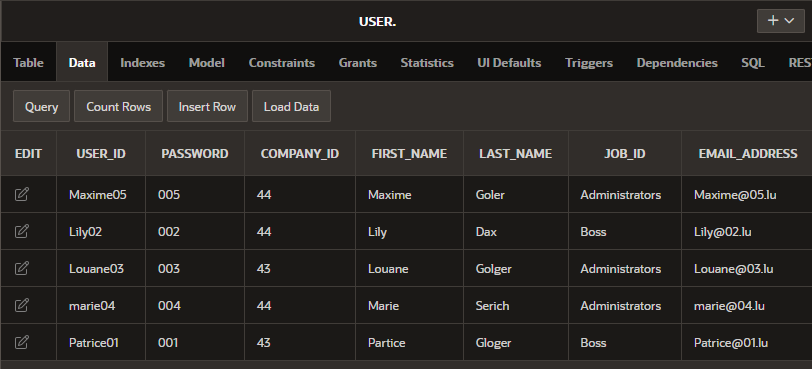 USER.
Table Data Indexes Model Constraints Grants Statistics UI Defaults Triggers Dependencies SQL RES
Query Count Rows Insert Row Load Data
EDIT USER_ID PASSWORD COMPANY_ID FIRST_NAME LAST_NAME JOB_ID EMAIL_ADDRESS
Maxime05 005 44 Maxime Goler Administrators Maxime@05.lu
Lily02 002 44 Lily Dax Boss Lily@02.lu
Louane03 003 43 Louane Golger Administrators Louane@03.lu
marie04 004 44 Marie Serich Administrators marie@04.lu
Patrice01 001 43 Partice Gloger Boss Patrice@01.lu